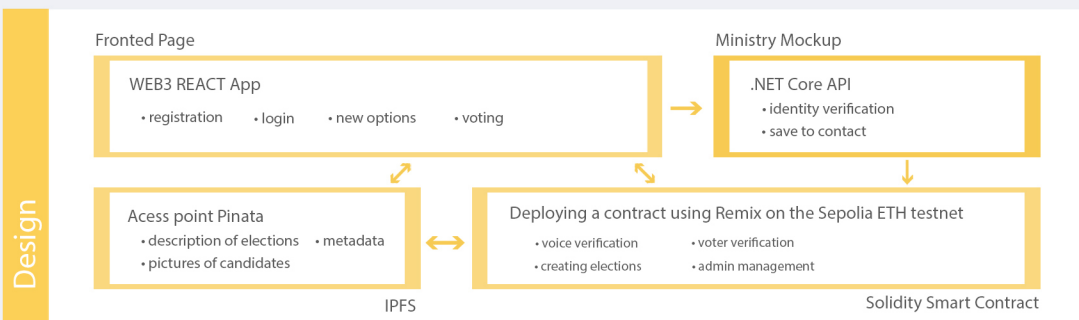 Design
Fronted Page
WEB3 REACT App
• registration • login • new options • voting
Ministry Mockup
.NET Core API
• identity verification
• save to contact
Acess point Pinata
• description of elections • metadata
• pictures of candidates
IPFS
Deploying a contract using Remix on the Sepolia ETH testnet
• voice verification • voter verification
• creating elections • admin management
Solidity Smart Contract